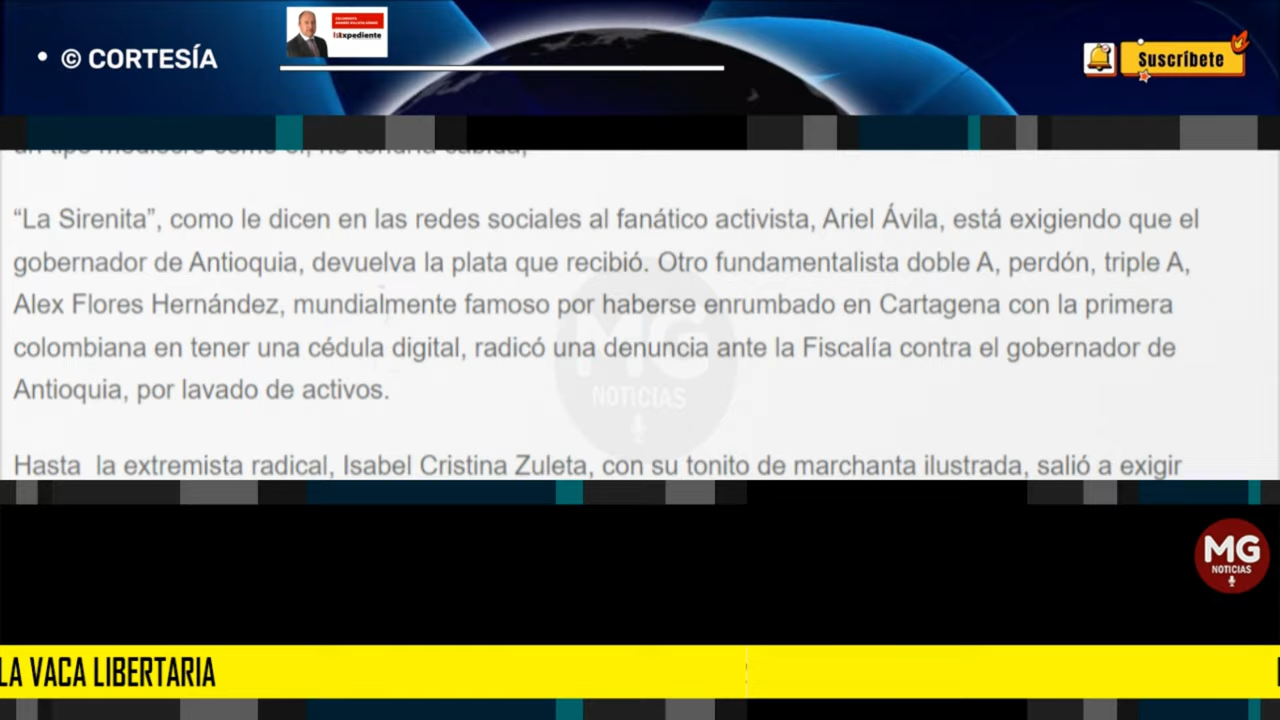 • © CORTESÍA
Expediente
Suscríbete
“La Sirenita”, como le dicen en las redes sociales al fanático activista, Ariel Ávila, está exigiendo que el
gobernador de Antioquia, devuelva la plata que recibió. Otro fundamentalista doble A, perdón, triple A,
Alex Flores Hernández, mundialmente famoso por haberse enrumbado en Cartagena con la primera
colombiana en tener una cédula digital, radicó una denuncia ante la Fiscalía contra el gobernador de
Antioquia, por lavado de activos.
MG
NOTICIAS
Hasta la extremista radical, Isabel Cristina Zuleta, con su tonito de marchanta ilustrada, salió a exigir
MG
NOTICIAS
LA VACA LIBERTARIA